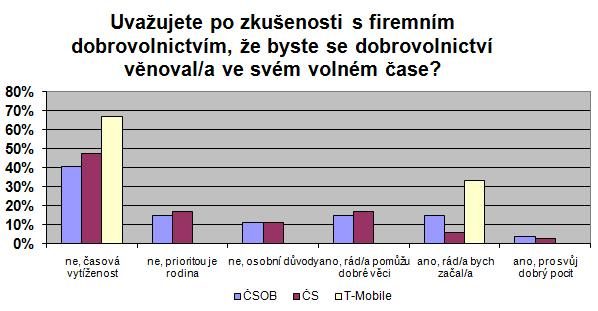 Uvažujete po zkušenosti s firemním
dobrovolnictvím, že byste se dobrovolnictví
věnoval/a ve svém volném čase?
80%
70%
60%
50%
40%
30%
20%
10%
0%
ne, časová
vytíženost
ne, prioritou je
rodina
ne, osobní důvody
ano, rád/a pomůžu
dobré věci
ano, rád/a bych
začal/a
ano, pro svůj
dobrý pocit
ČSOB
ČS
T-Mobile